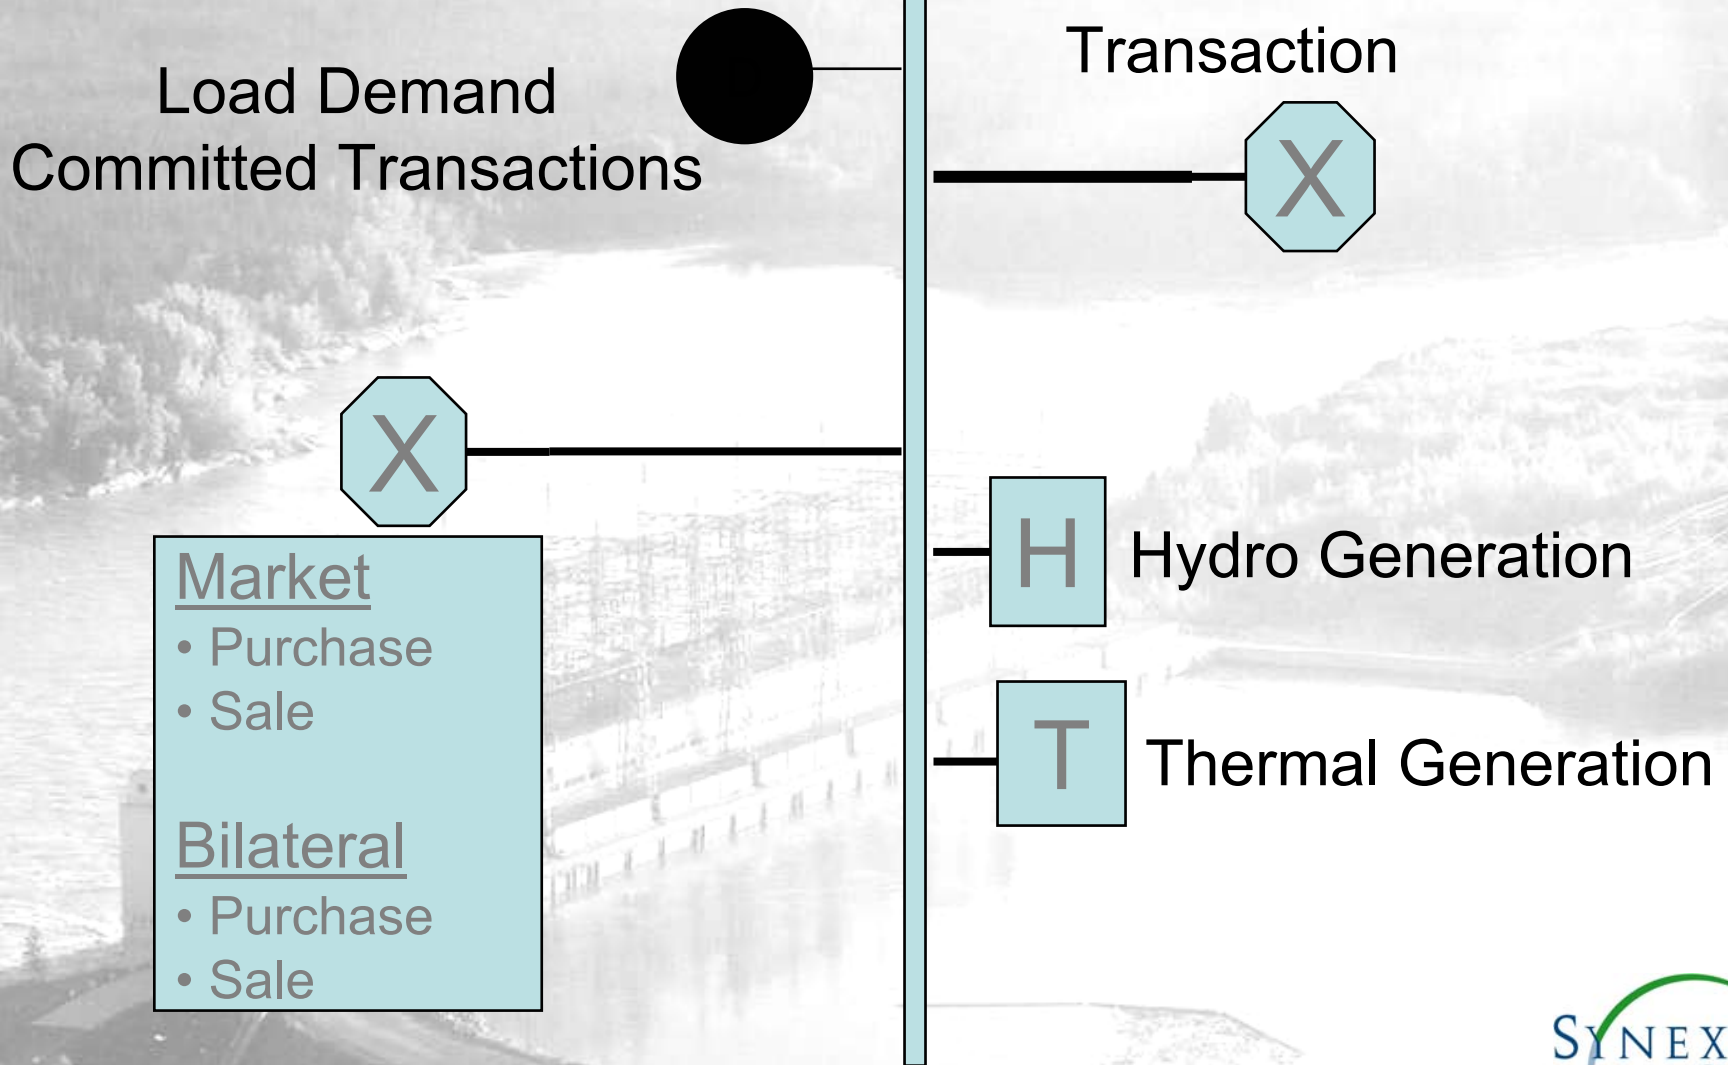 Load Demand
Committed Transactions
Transaction
X
X
Market
• Purchase
• Sale
Bilateral
• Purchase
• Sale
H
Hydro Generation
T
Thermal Generation
SYNEX